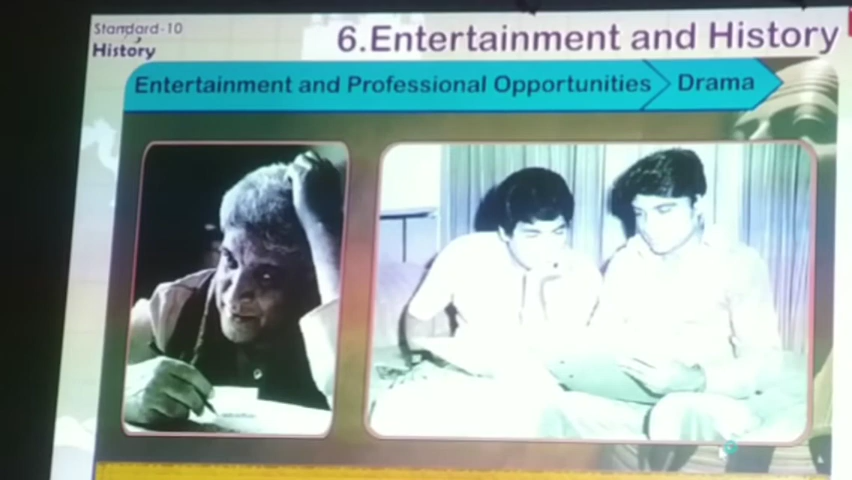 Standard-10
History
6.Entertainment and History
Entertainment and Professional Opportunities
Drama